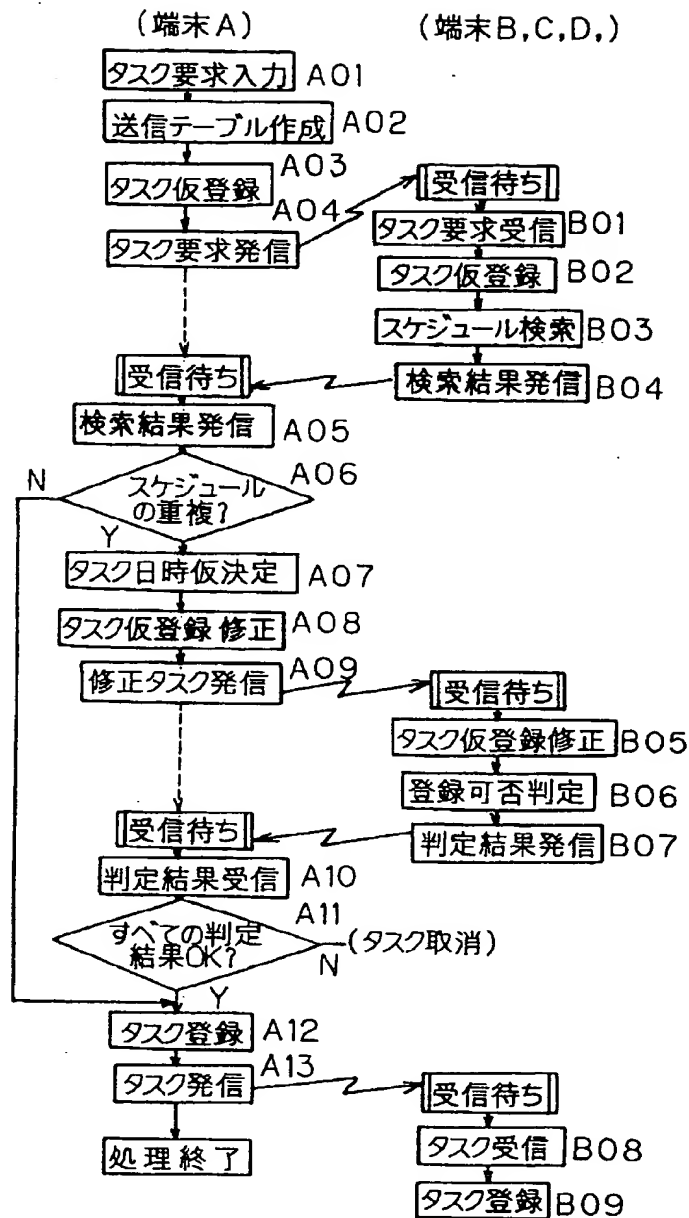 (端末A)
(端末B,C,D,)
タスク要求入力 A01
送信テーブル作成 A02
タスク仮登録 A03
タスク要求発信 A04
受信待ち
タスク要求受信 B01
タスク仮登録 B02
スケジュール検索 B03
検索結果発信 B04
受信待ち
検索結果発信 A05
スケジュール
の重複?
A06
N
Y
タスク日時仮決定 A07
タスク仮登録修正 A08
修正タスク発信 A09
受信待ち
タスク仮登録修正 B05
登録可否判定 B06
判定結果発信 B07
受信待ち
判定結果受信 A10
すべての判定
結果OK?
A11
N (タスク取消)
Y
タスク登録 A12
タスク発信 A13
処理終了
受信待ち
タスク受信 B08
タスク登録 B09